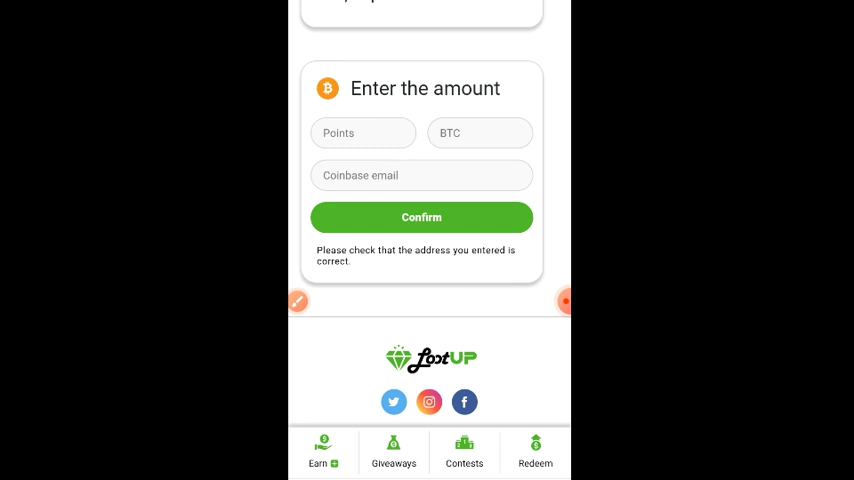 Enter the amount
Points
BTC
Coinbase email
Confirm
Please check that the address you entered is
correct.
LootUP
Earn
Giveaways
Contests
Redeem